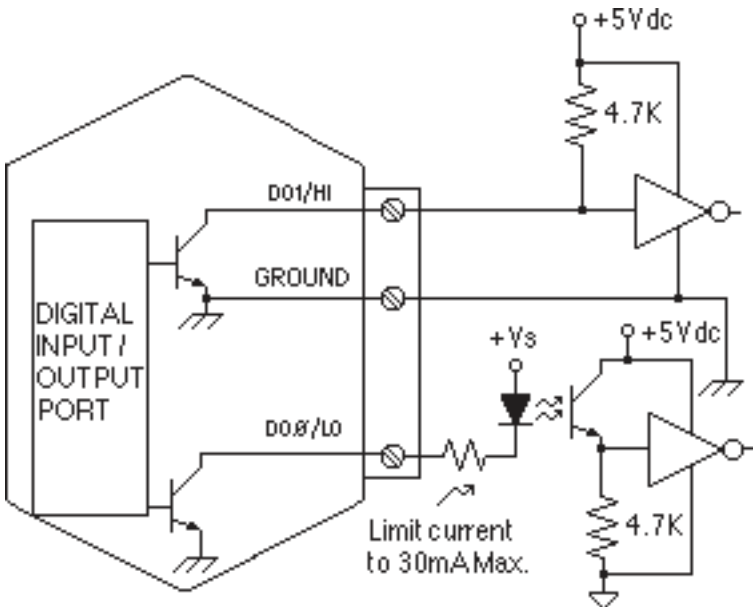 +5Vdc
4.7K
DO1/HI
GROUND
DIGITAL
INPUT /
OUTPUT
PORT
+Vs
+5Vdc
DO.0/LO
4.7K
Limit current
to 30mA Max.